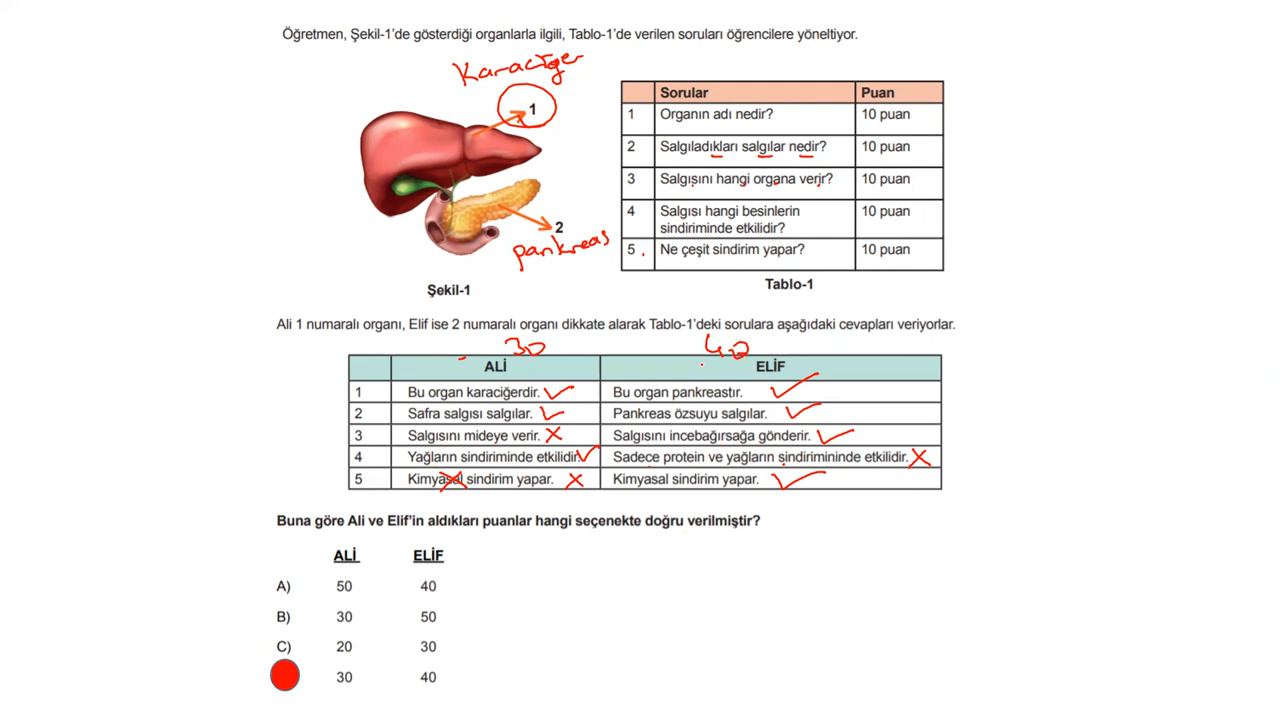 Öğretmen, Şekil-1'de gösterdiği organlarla ilgili, Tablo-1'de verilen soruları öğrencilere yöneltiyor.
Karaciğer
1
2
pankreas
Şekil-1
Sorular Puan
1 Organın adı nedir? 10 puan
2 Salgıladıkları salgılar nedir? 10 puan
3 Salgısını hangi organa verir? 10 puan
4 Salgısı hangi besinlerin
sindiriminde etkilidir? 10 puan
5 Ne çeşit sindirim yapar? 10 puan
Tablo-1
Ali 1 numaralı organı, Elif ise 2 numaralı organı dikkate alarak Tablo-1'deki sorulara aşağıdaki cevapları veriyorlar.
30 40
ALİ ELİF
1 Bu organ karaciğerdir. Bu organ pankreastır.
2 Safra salgısı salgılar. Pankreas özsuyu salgılar.
3 Salgısını mideye verir. Salgısını incebağırsağa gönderir.
4 Yağların sindiriminde etkilidir. Sadece protein ve yağların sindirimininde etkilidir.
5 Kimyasal sindirim yapar. Kimyasal sindirim yapar.
Buna göre Ali ve Elif'in aldıkları puanlar hangi seçenekte doğru verilmiştir?
ALİ ELİF
A) 50 40
B) 30 50
C) 20 30
30 40